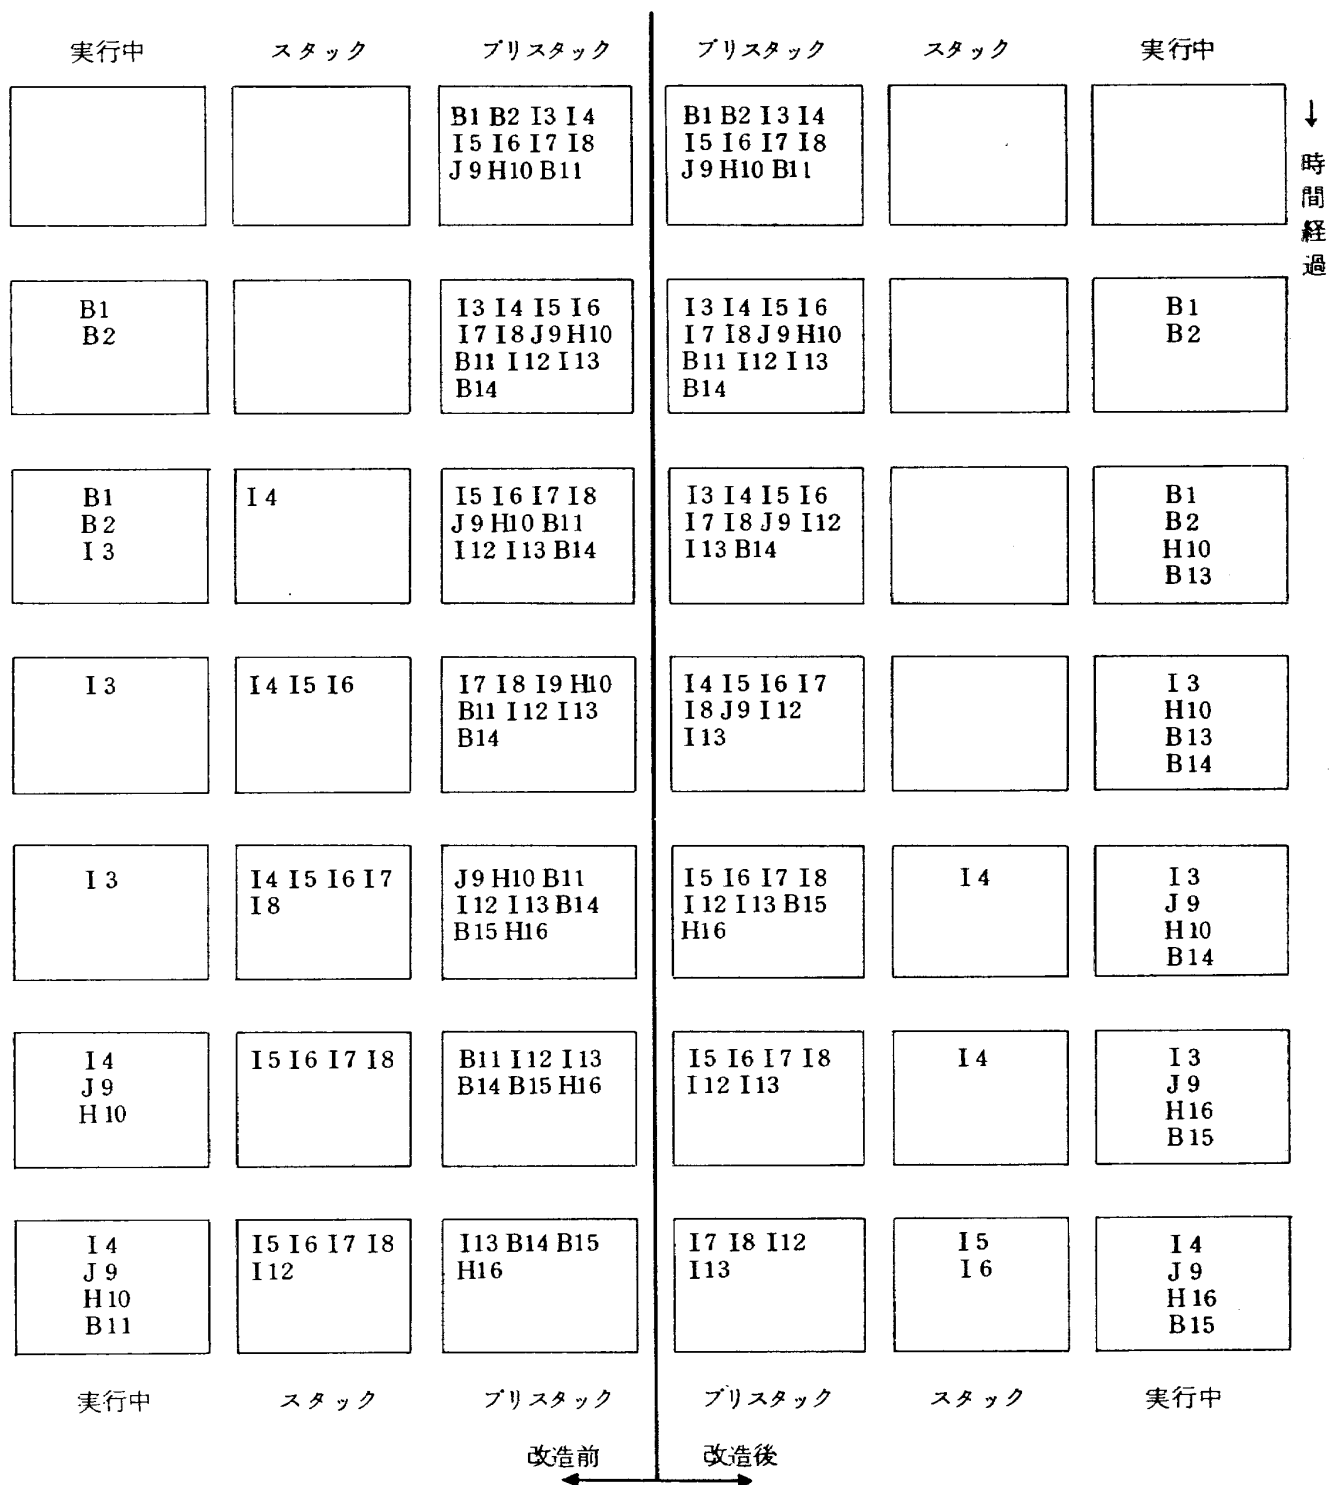 実行中 スタック プリスタック プリスタック スタック 実行中
↓時間経過
B1 B2 I3 I4
I5 I6 I7 I8
J9 H10 B11
B1 B2 I3 I4
I5 I6 I7 I8
J9 H10 B11
B1
B2
I3 I4 I5 I6
I7 I8 J9 H10
B11 I12 I13
B14
I3 I4 I5 I6
I7 I8 J9 H10
B11 I12 I13
B14
B1
B2
B1
B2
I3
I4
I5 I6 I7 I8
J9 H10 B11
I12 I13 B14
I3 I4 I5 I6
I7 I8 J9 I12
I13 B14
B1
B2
H10
B13
I3
I4 I5 I6
I7 I8 I9 H10
B11 I12 I13
B14
I4 I5 I6 I7
I8 J9 I12
I13
I3
H10
B13
B14
I3
I4 I5 I6 I7
I8
J9 H10 B11
I12 I13 B14
B15 H16
I5 I6 I7 I8
I12 I13 B15
H16
I4
I3
J9
H10
B14
I4
J9
H10
I5 I6 I7 I8
B11 I12 I13
B14 B15 H16
I5 I6 I7 I8
I12 I13
I4
I3
J9
H16
B15
I4
J9
H10
B11
I5 I6 I7 I8
I12
I13 B14 B15
H16
I7 I8 I12
I13
I5
I6
I4
J9
H16
B15
実行中 スタック プリスタック プリスタック スタック 実行中
改造前 改造後